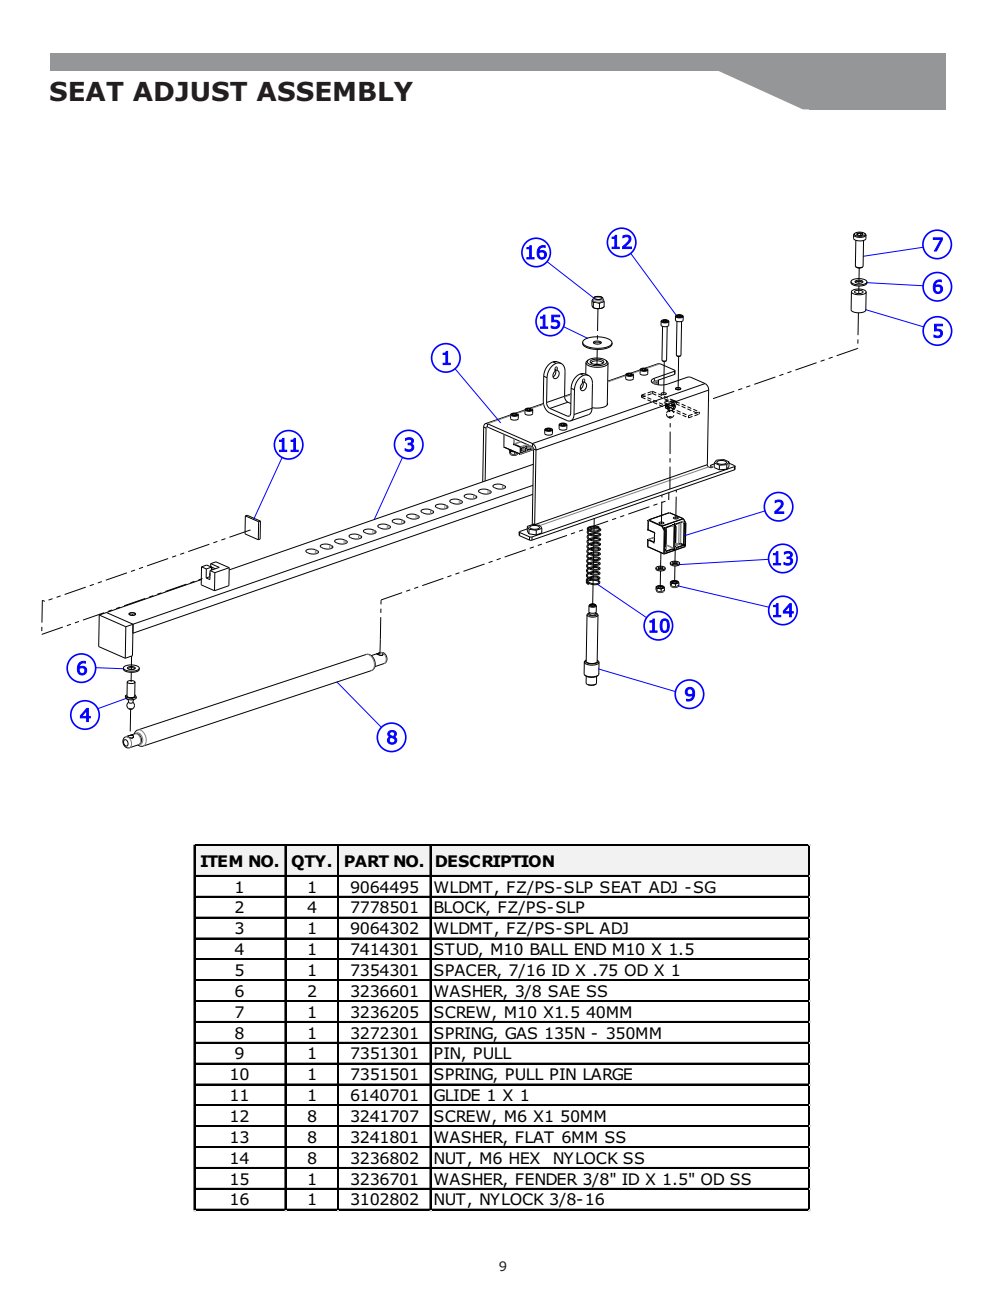 SEAT ADJUST ASSEMBLY
7
12
16
6
15
5
1
11
3
2
13
14
10
6
9
4
8
ITEM NO. QTY. PART NO. DESCRIPTION
1 1 9064495 WLDMT, FZ/PS-SLP SEAT ADJ -SG
2 4 7778501 BLOCK, FZ/PS-SLP
3 1 9064302 WLDMT, FZ/PS-SPL ADJ
4 1 7414301 STUD, M10 BALL END M10 X 1.5
5 1 7354301 SPACER, 7/16 ID X .75 OD X 1
6 2 3236601 WASHER, 3/8 SAE SS
7 1 3236205 SCREW, M10 X1.5 40MM
8 1 3272301 SPRING, GAS 135N - 350MM
9 1 7351301 PIN, PULL
10 1 7351501 SPRING, PULL PIN LARGE
11 1 6140701 GLIDE 1 X 1
12 8 3241707 SCREW, M6 X1 50MM
13 8 3241801 WASHER, FLAT 6MM SS
14 8 3236802 NUT, M6 HEX  NYLOCK SS
15 1 3236701 WASHER, FENDER 3/8" ID X 1.5" OD SS
16 1 3102802 NUT, NYLOCK 3/8-16
9